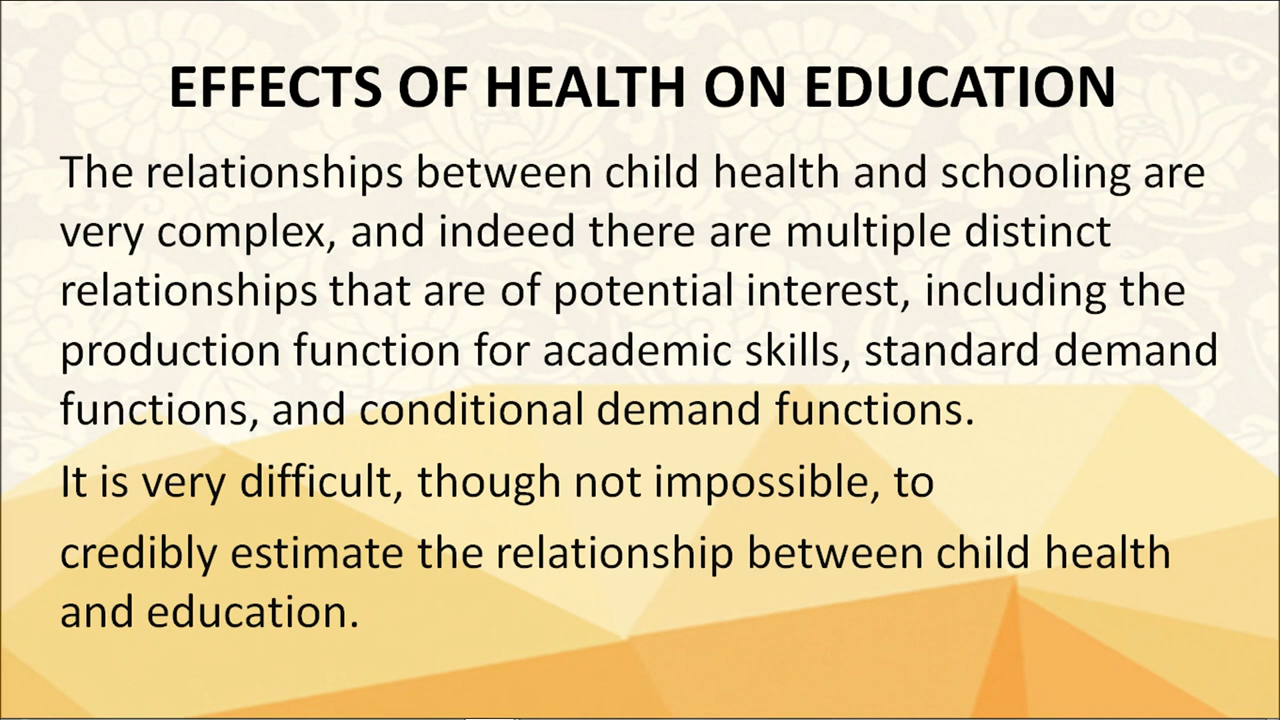 EFFECTS OF HEALTH ON EDUCATION
The relationships between child health and schooling are
very complex, and indeed there are multiple distinct
relationships that are of potential interest, including the
production function for academic skills, standard demand
functions, and conditional demand functions.
It is very difficult, though not impossible, to
credibly estimate the relationship between child health
and education.